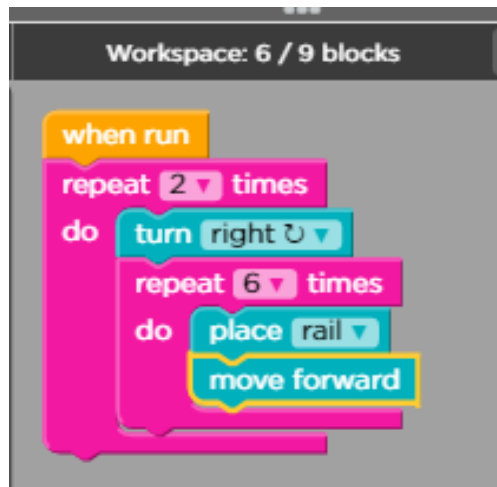 Workspace: 6 / 9 blocks
when run
repeat 2 times
do turn right ↻
repeat 6 times
do place rail
move forward